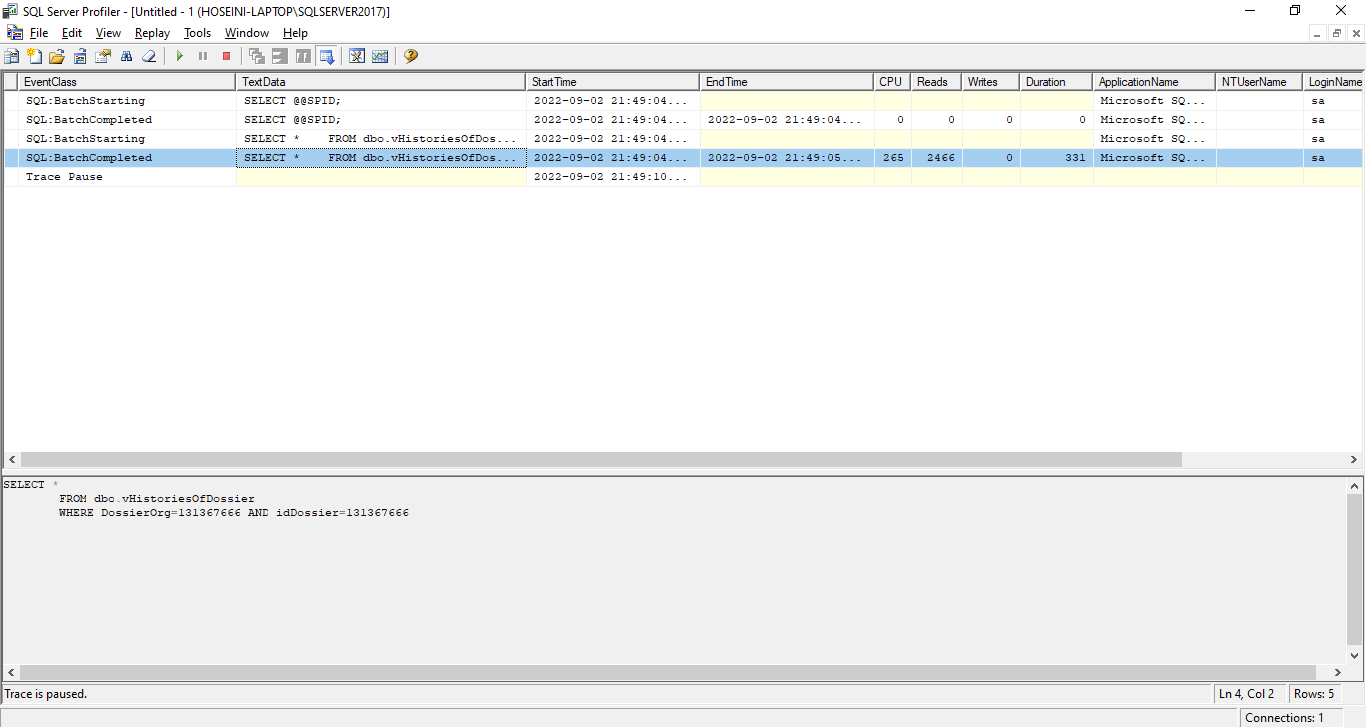 SQL Server Profiler - [Untitled - 1 (HOSEINI-LAPTOP\SQLSERVER2017)]
File Edit View Replay Tools Window Help
EventClass TextData StartTime EndTime CPU Reads Writes Duration ApplicationName NTUserName LoginName
SQL:BatchStarting SELECT @@SPID; 2022-09-02 21:49:04... Microsoft SQ... sa
SQL:BatchCompleted SELECT @@SPID; 2022-09-02 21:49:04... 2022-09-02 21:49:04... 0 0 0 0 Microsoft SQ... sa
SQL:BatchStarting SELECT * FROM dbo.vHistoriesOfDos... 2022-09-02 21:49:04... Microsoft SQ... sa
SQL:BatchCompleted SELECT * FROM dbo.vHistoriesOfDos... 2022-09-02 21:49:04... 2022-09-02 21:49:05... 265 2466 0 331 Microsoft SQ... sa
Trace Pause 2022-09-02 21:49:10...
SELECT *
FROM dbo.vHistoriesOfDossier
WHERE DossierOrg=131367666 AND idDossier=131367666
Trace is paused. Ln 4, Col 2 Rows: 5
Connections: 1